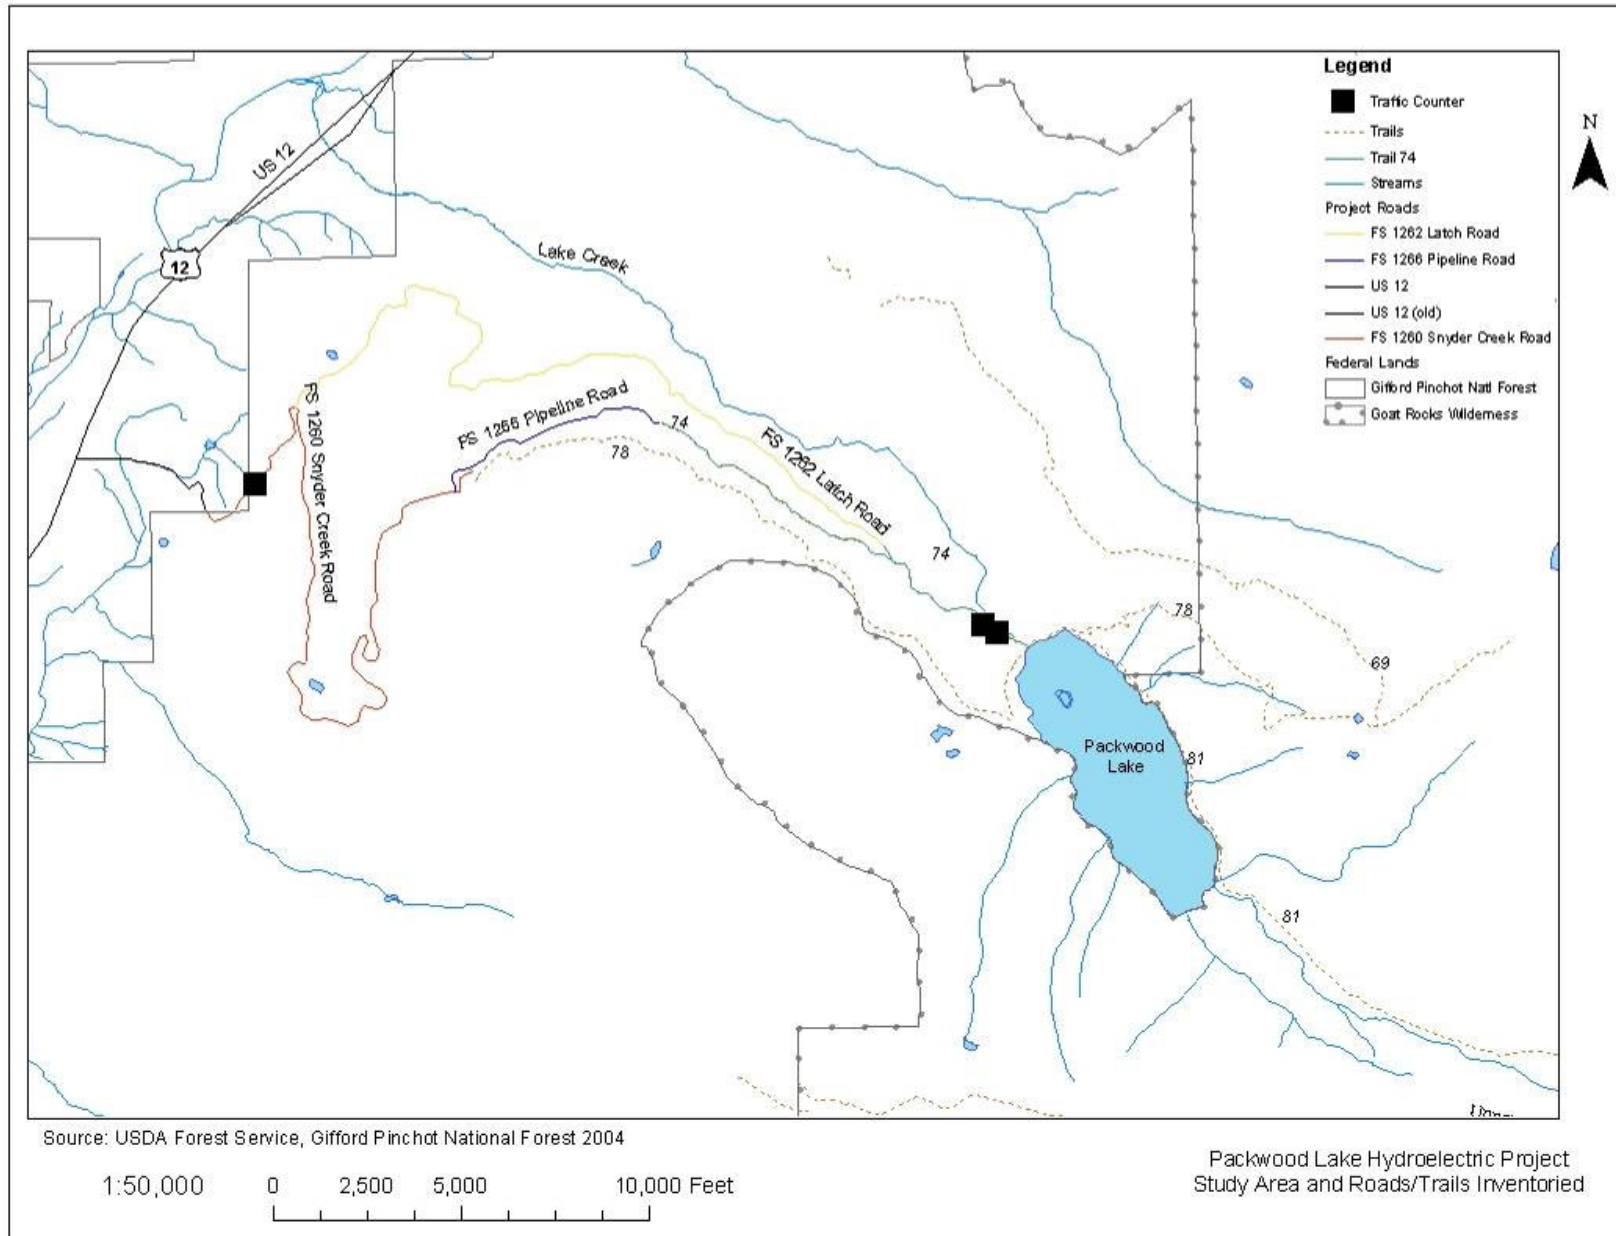 Legend
Traffic Counter
Trails
Trail 74
Streams
Project Roads
FS 1262 Latch Road
FS 1266 Pipeline Road
US 12
US 12 (old)
FS 1260 Snyder Creek Road
Federal Lands
Gifford Pinchot Natl Forest
Goat Rocks Wilderness
N
US 12
12
Lake Creek
FS 1260 Snyder Creek Road
FS 1266 Pipeline Road
74
78
FS 1262 Latch Road
74
78
69
Packwood
Lake
81
81
Source: USDA Forest Service, Gifford Pinchot National Forest 2004
1:50,000
0 2,500 5,000 10,000 Feet
Packwood Lake Hydroelectric Project
Study Area and Roads/Trails Inventoried